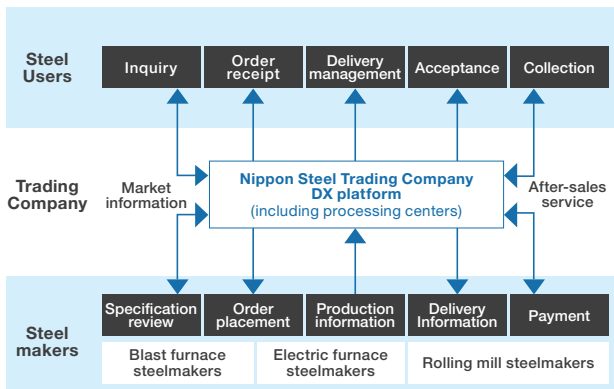 Steel
Users
Inquiry
Order
receipt
Delivery
management
Acceptance
Collection
Trading
Company
Market
information
Nippon Steel Trading Company
DX platform
(including processing centers)
After-sales
service
Steel
makers
Specification
review
Order
placement
Production
information
Delivery
Information
Payment
Blast furnace
steelmakers
Electric furnace
steelmakers
Rolling mill steelmakers